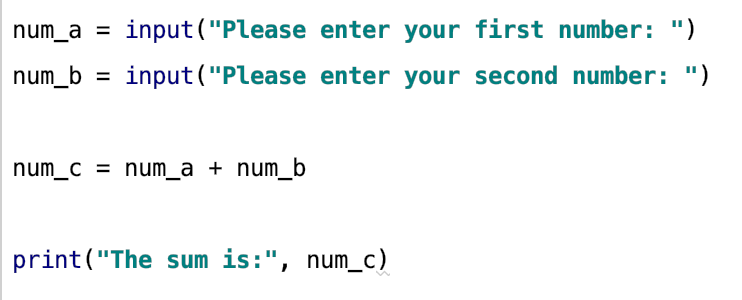 num_a = input("Please enter your first number: ")
num_b = input("Please enter your second number: ")
num_c = num_a + num_b
print("The sum is:", num_c)